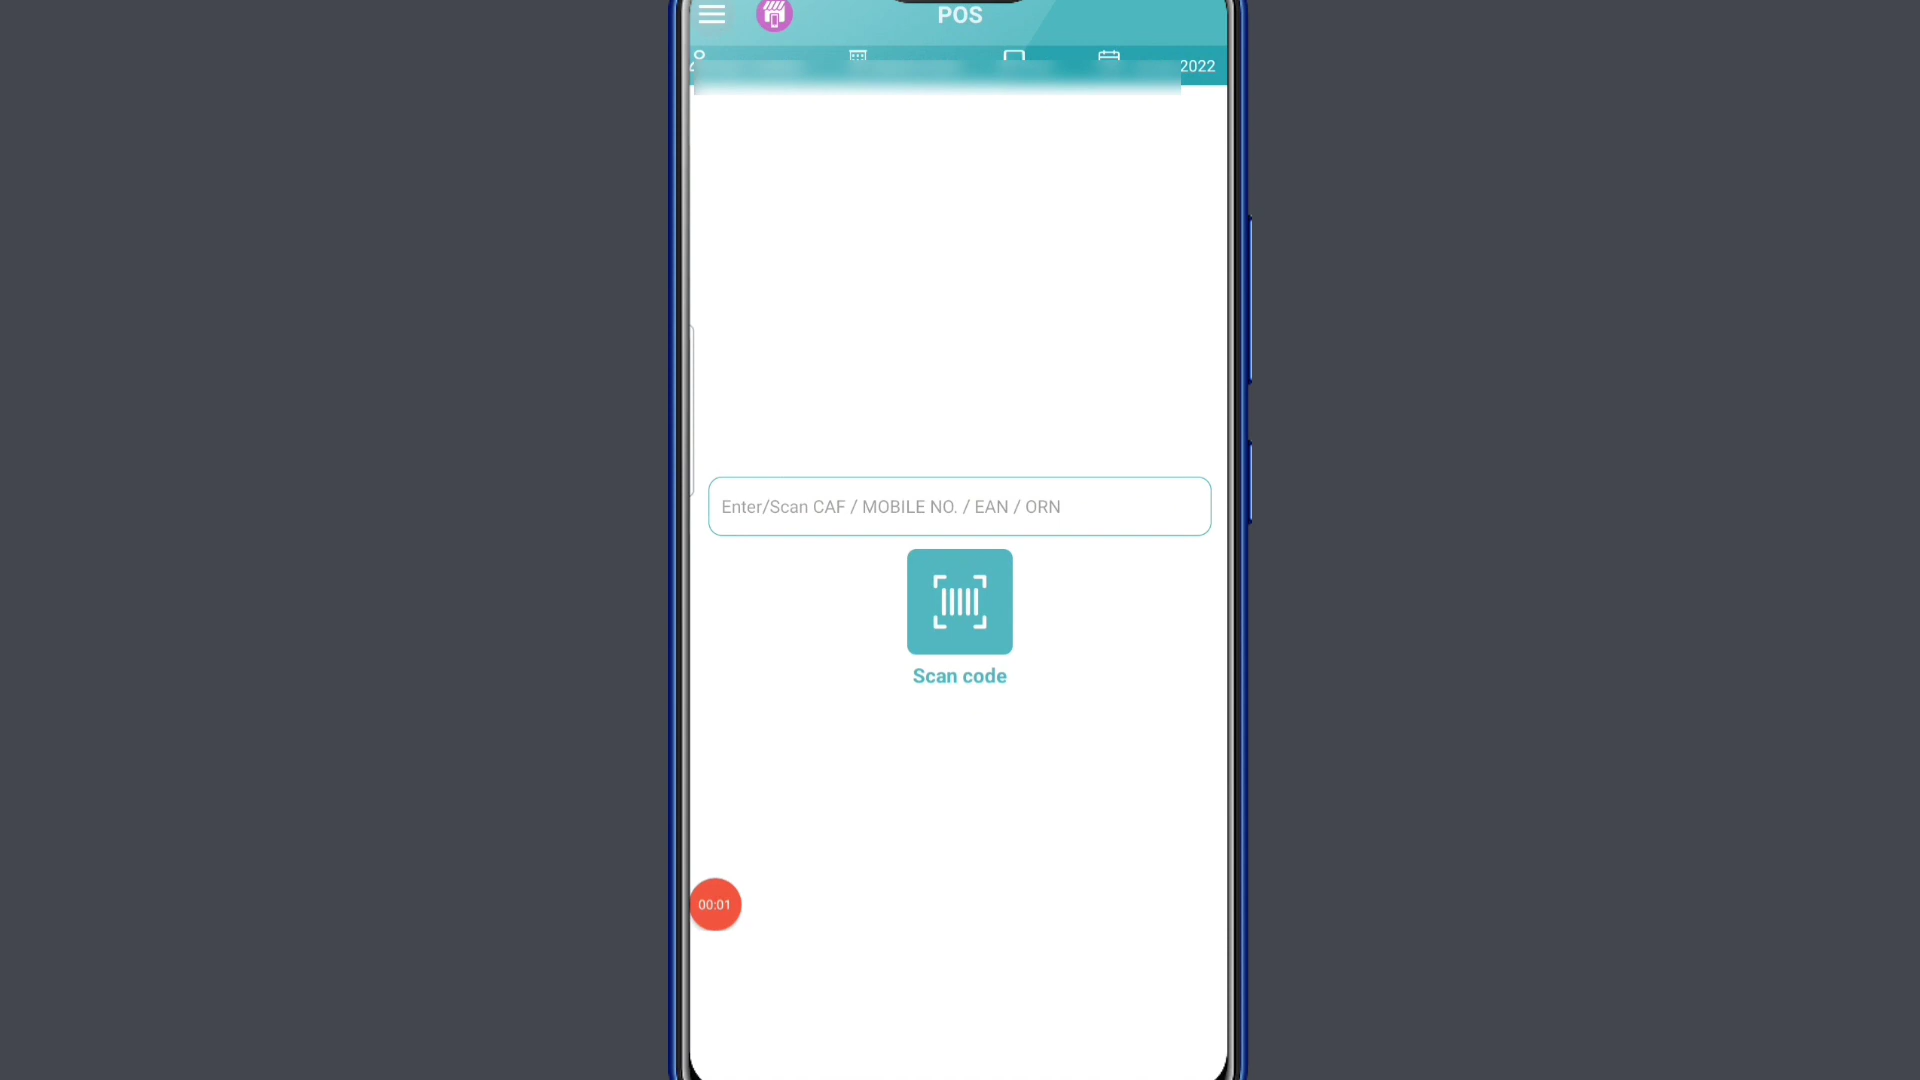 POS
2022
Enter/Scan CAF / MOBILE NO. / EAN / ORN
Scan code
00:01